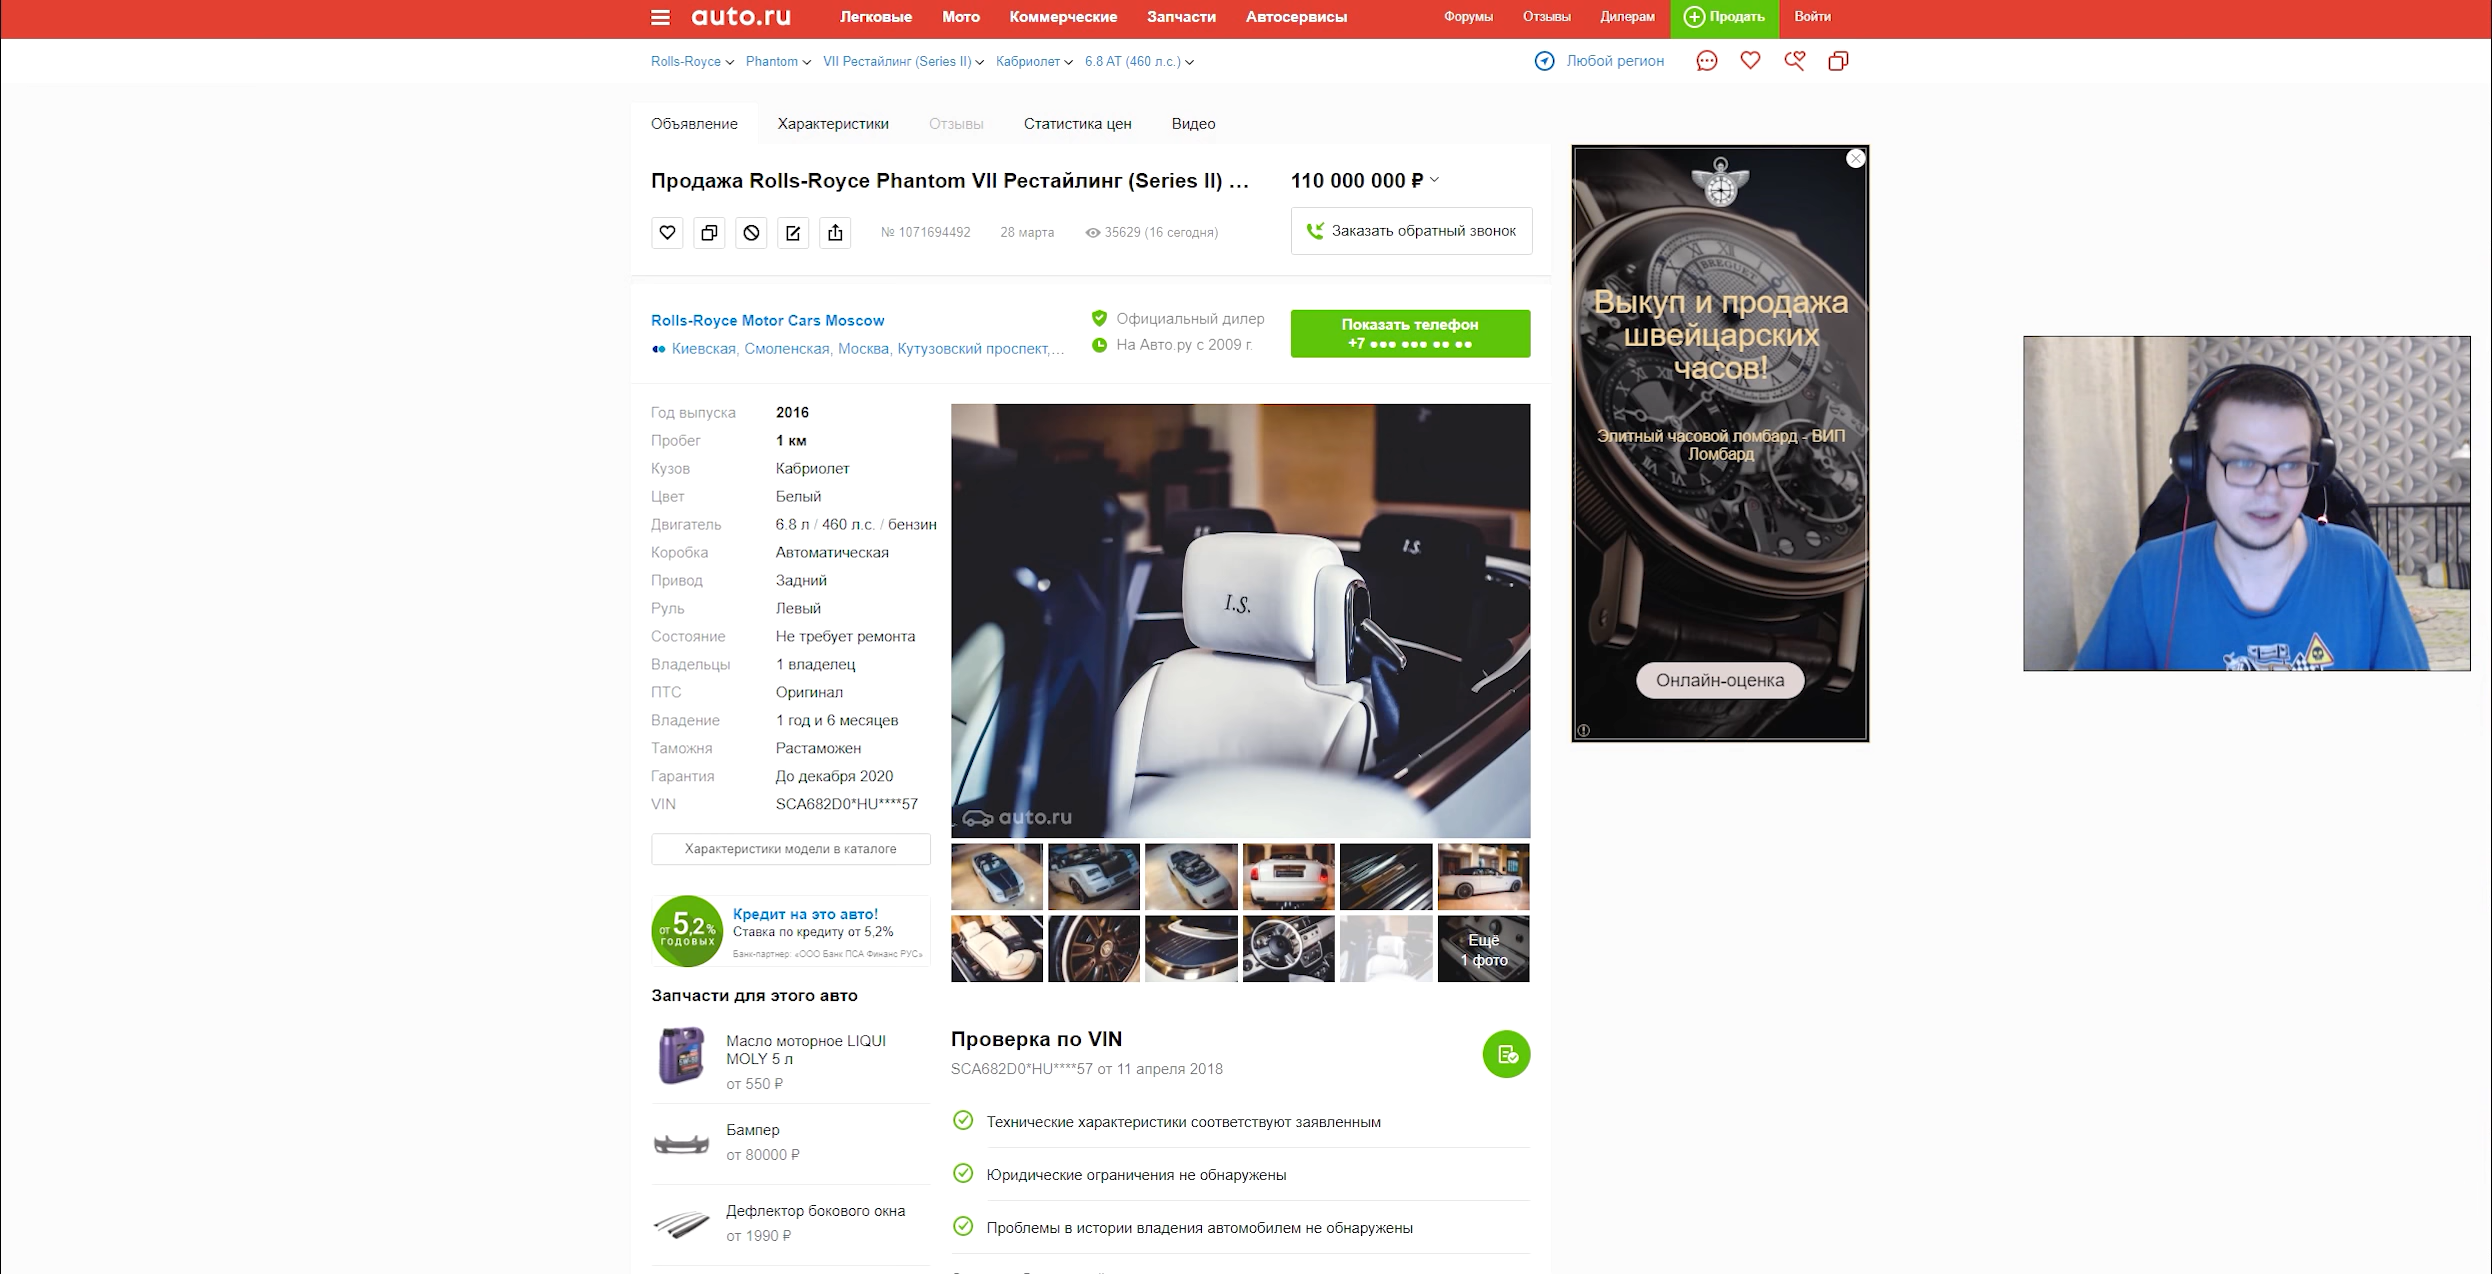 auto.ru
Легковые Мото Коммерческие Запчасти Автосервисы Форумы Отзывы Дилерам Продать Войти
Rolls-Royce Phantom VII Рестайлинг (Series II) Кабриолет 6.8 AT (460 л.с.) Любой регион
Объявление Характеристики Отзывы Статистика цен Видео
Продажа Rolls-Royce Phantom VII Рестайлинг (Series II) ... 110 000 000 ₽
№ 1071694492 28 марта 35629 (16 сегодня) Заказать обратный звонок
Rolls-Royce Motor Cars Moscow
Киевская, Смоленская, Москва, Кутузовский проспект,...
Официальный дилер
На Авто.ру с 2009 г.
Показать телефон
+7 ●●● ●●● ●● ●●
Год выпуска 2016
Пробег 1 км
Кузов Кабриолет
Цвет Белый
Двигатель 6.8 л / 460 л.с. / бензин
Коробка Автоматическая
Привод Задний
Руль Левый
Состояние Не требует ремонта
Владельцы 1 владелец
ПТС Оригинал
Владение 1 год и 6 месяцев
Таможня Растаможен
Гарантия До декабря 2020
VIN SCA682D0*HU****57
Характеристики модели в каталоге
от 5,2% годовых
Кредит на это авто!
Ставка по кредиту от 5,2%
Банк-партнер: «ООО Банк ПСА Финанс РУС»
Запчасти для этого авто
Масло моторное LIQUI
MOLY 5 л
от 550 ₽
Бампер
от 80000 ₽
Дефлектор бокового окна
от 1990 ₽
I.S.
I.S.
auto.ru
Ещё
1 фото
Проверка по VIN
SCA682D0*HU****57 от 11 апреля 2018
Технические характеристики соответствуют заявленным
Юридические ограничения не обнаружены
Проблемы в истории владения автомобилем не обнаружены
BREGUET
Выкуп и продажа
швейцарских
часов!
Элитный часовой ломбард - ВИП
Ломбард
Онлайн-оценка